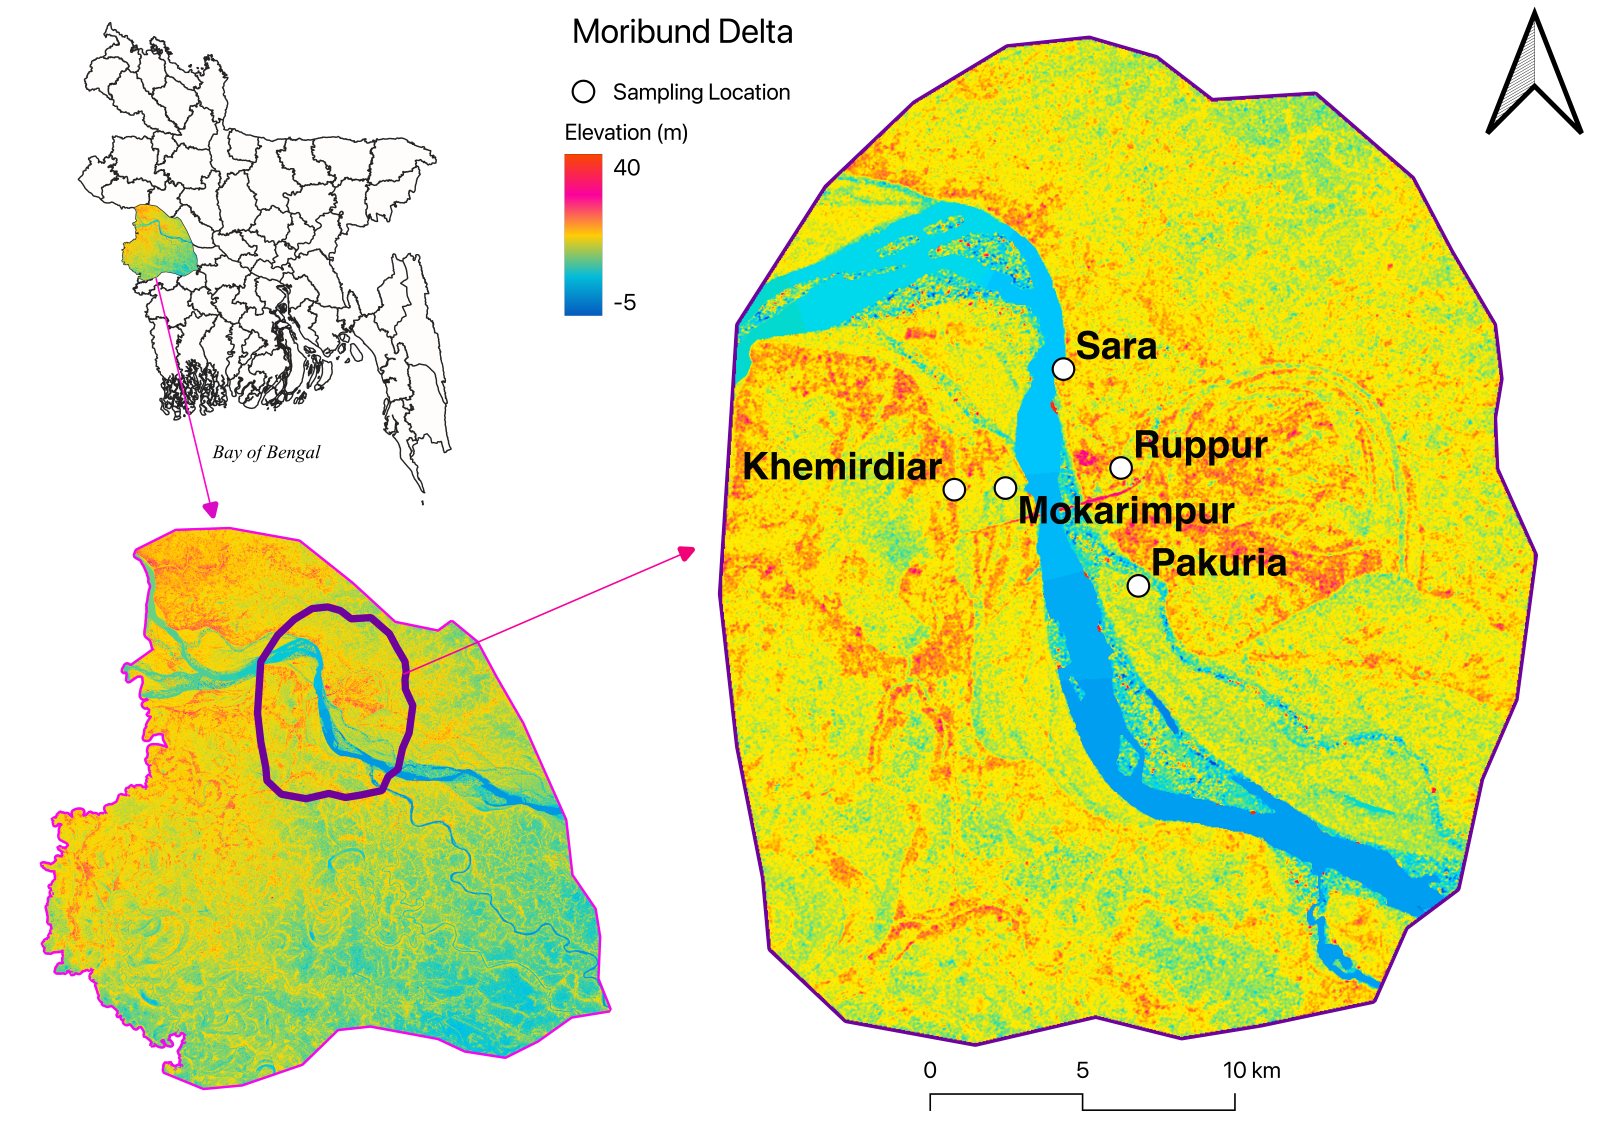 Moribund Delta
Sampling Location
Elevation (m)
40
-5
Bay of Bengal
Sara
Ruppur
Khemirdiar
Mokarimpur
Pakuria
0 5 10 km